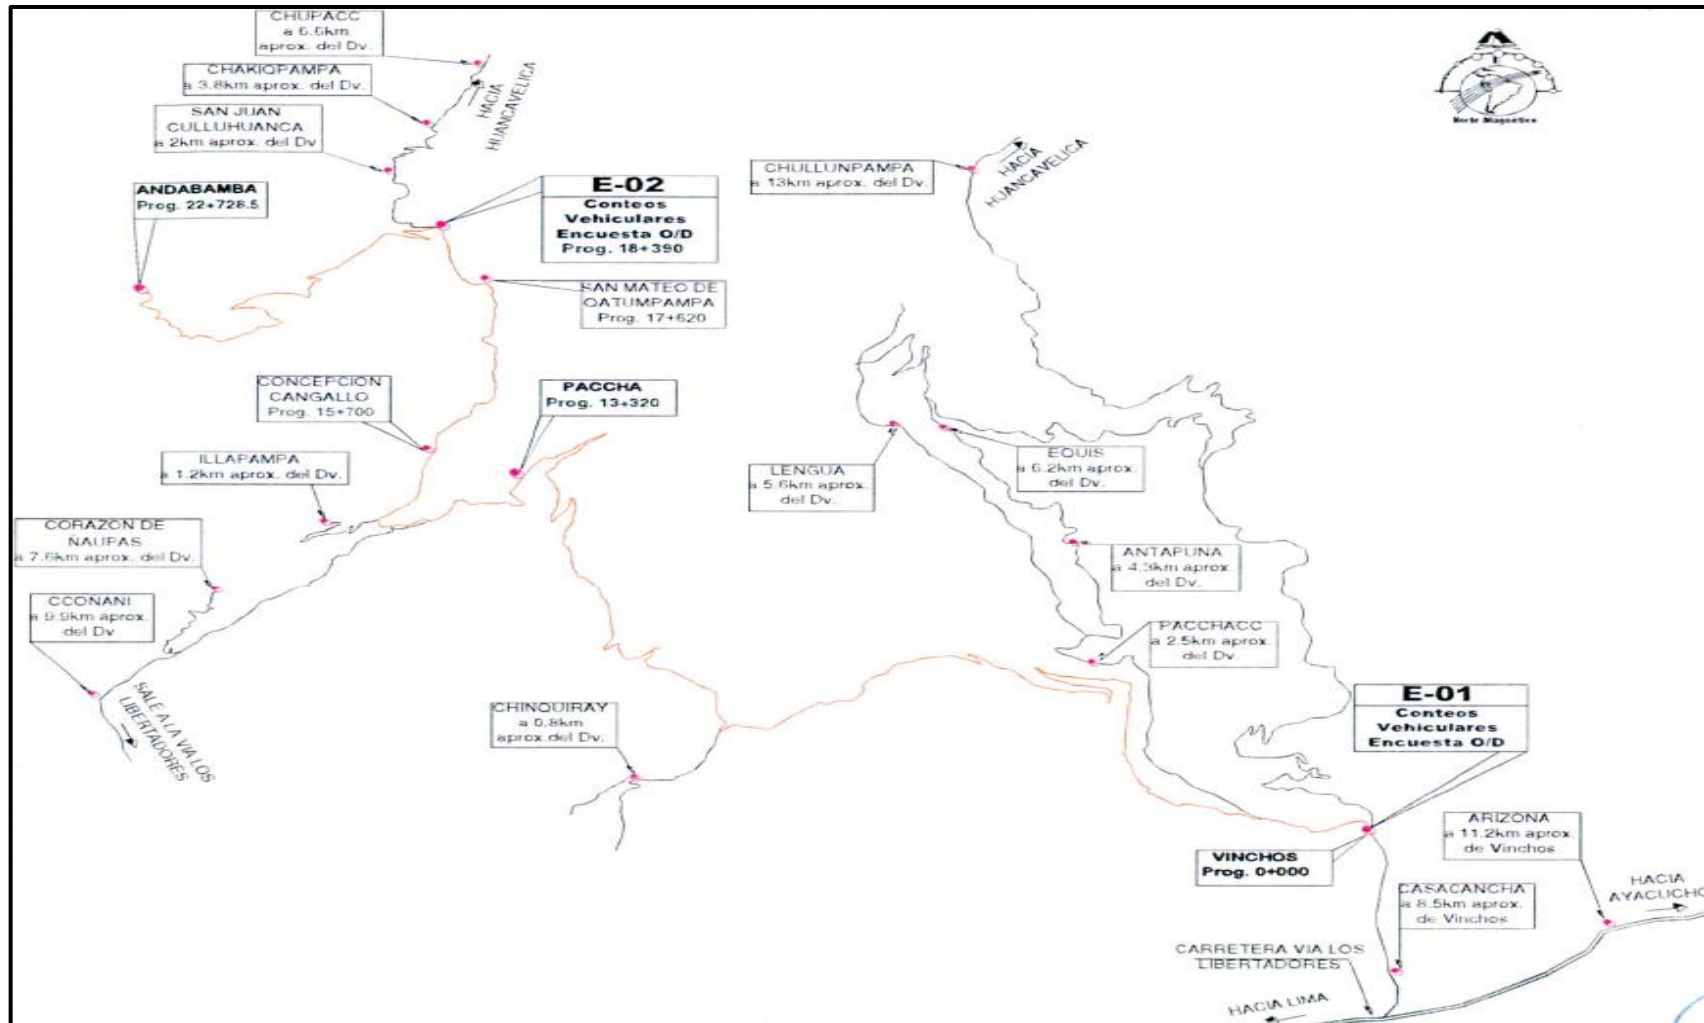 CHUPACC
a 6.6km
aprox. del Dv.
CHAKIQPAMPA
a 3.8km aprox. del Dv.
SAN JUAN
CULLUHUANCA
a 2km aprox. del Dv
HACIA
HUANCAVELICA
ANDABAMBA
Prog. 22+728.5
E-02
Conteos
Vehiculares
Encuesta O/D
Prog. 18+390
SAN MATEO DE
QATUMPAMPA
Prog. 17+620
CHULLUNPAMPA
a 13km aprox. del Dv.
HACIA
HUANCAVELICA
Norte Magnético
CONCEPCION
CANGALLO
Prog. 15+700
PACCHA
Prog. 13+320
ILLAPAMPA
a 1.2km aprox. del Dv.
LENGUA
a 5.6km aprox.
del Dv.
EQUIS
a 6.2km aprox.
del Dv.
CORAZON DE
ÑAUPAS
a 7.6km aprox. del Dv.
ANTAPUNA
a 4.3km aprox.
del Dv.
CCOÑANI
a 9.9km aprox.
del Dv
PACCHACC
a 2.5km aprox.
del Dv.
SALE A LA VIA LOS
LIBERTADORES
CHINQUIRAY
a 0.8km
aprox.del Dv.
E-01
Conteos
Vehiculares
Encuesta O/D
VINCHOS
Prog. 0+000
ARIZONA
a 11.2km aprox.
de Vinchos
CASACANCHA
a 8.5km aprox.
de Vinchos
HACIA
AYACUCHO
CARRETERA VIA LOS
LIBERTADORES
HACIA LIMA